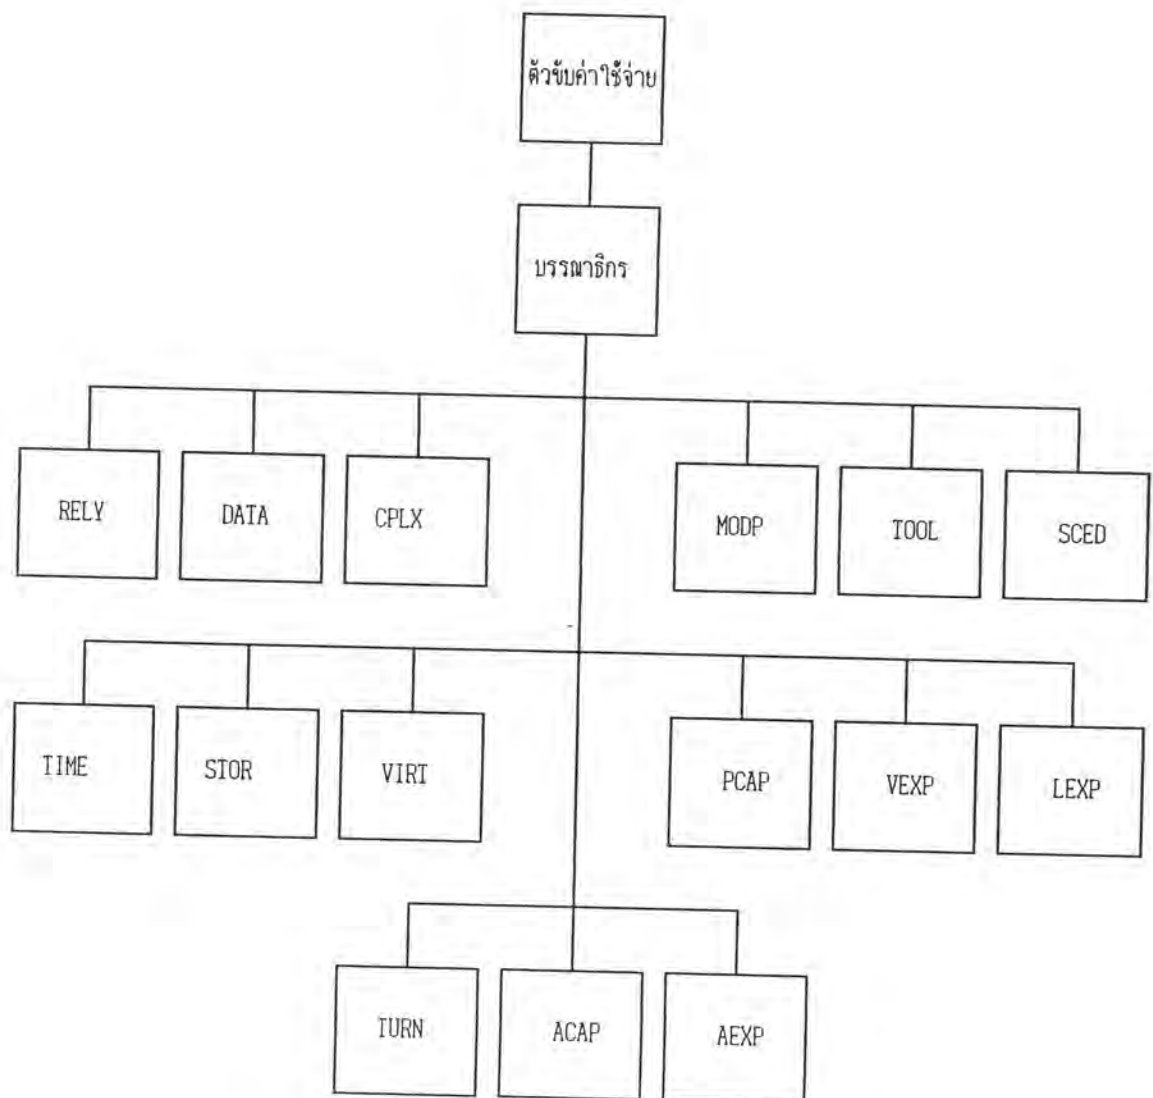 ตัวขับค่าใช้จ่าย
บรรณาธิกร
RELY DATA CPLX MODP TOOL SCED
TIME STOR VIRT PCAP VEXP LEXP
TURN ACAP AEXP